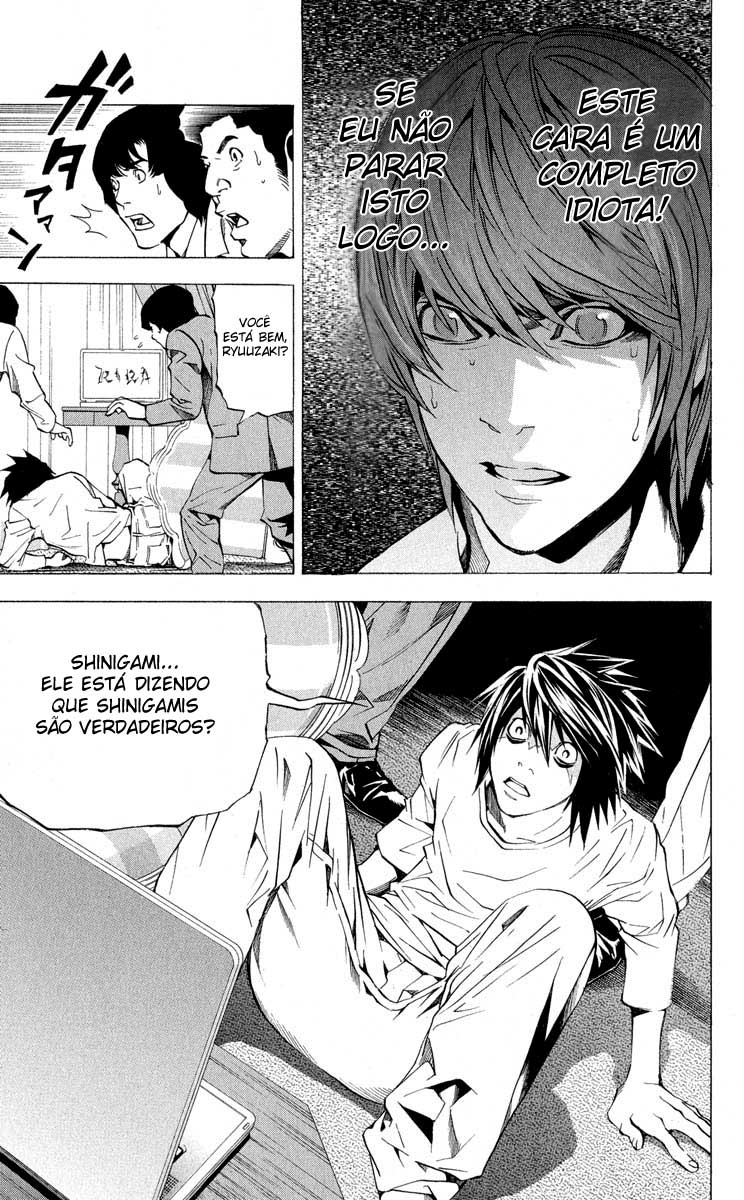 ESTE
CARA É UM
COMPLETO
IDIOTA!
SE
EU NÃO
PARAR
ISTO
LOGO...
ガタァァン
VOCÊ
ESTÁ BEM,
RYUUZAKI?
SHINIGAMI...
ELE ESTÁ DIZENDO
QUE SHINIGAMIS
SÃO VERDADEIROS?